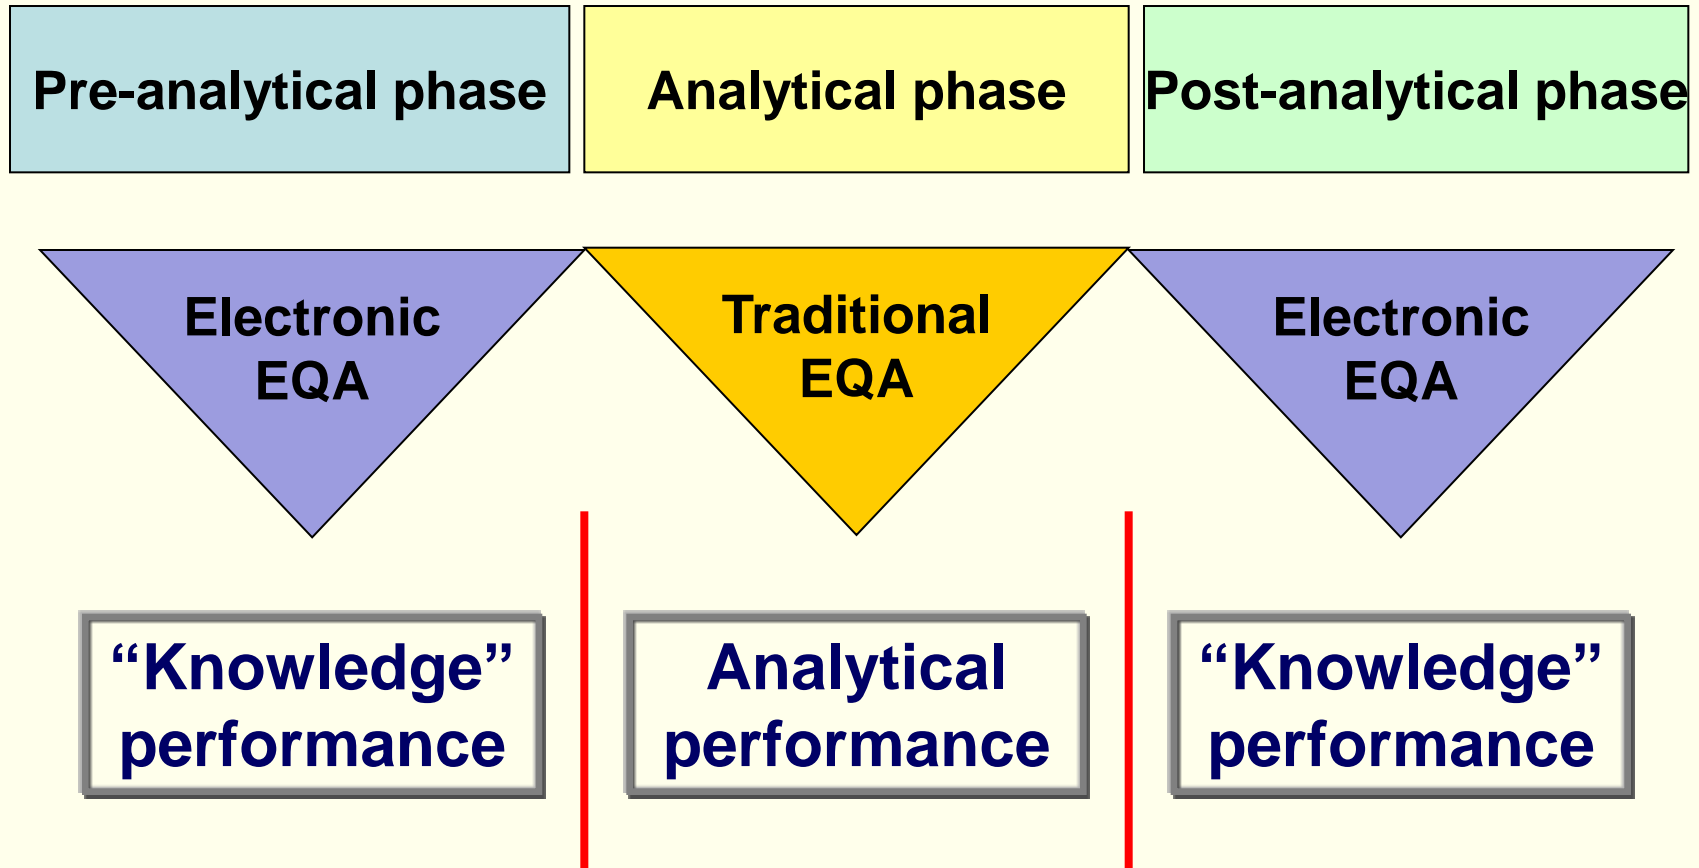 Pre-analytical phase
Analytical phase
Post-analytical phase
Electronic
EQA
Traditional
EQA
Electronic
EQA
“Knowledge”
performance
Analytical
performance
“Knowledge”
performance